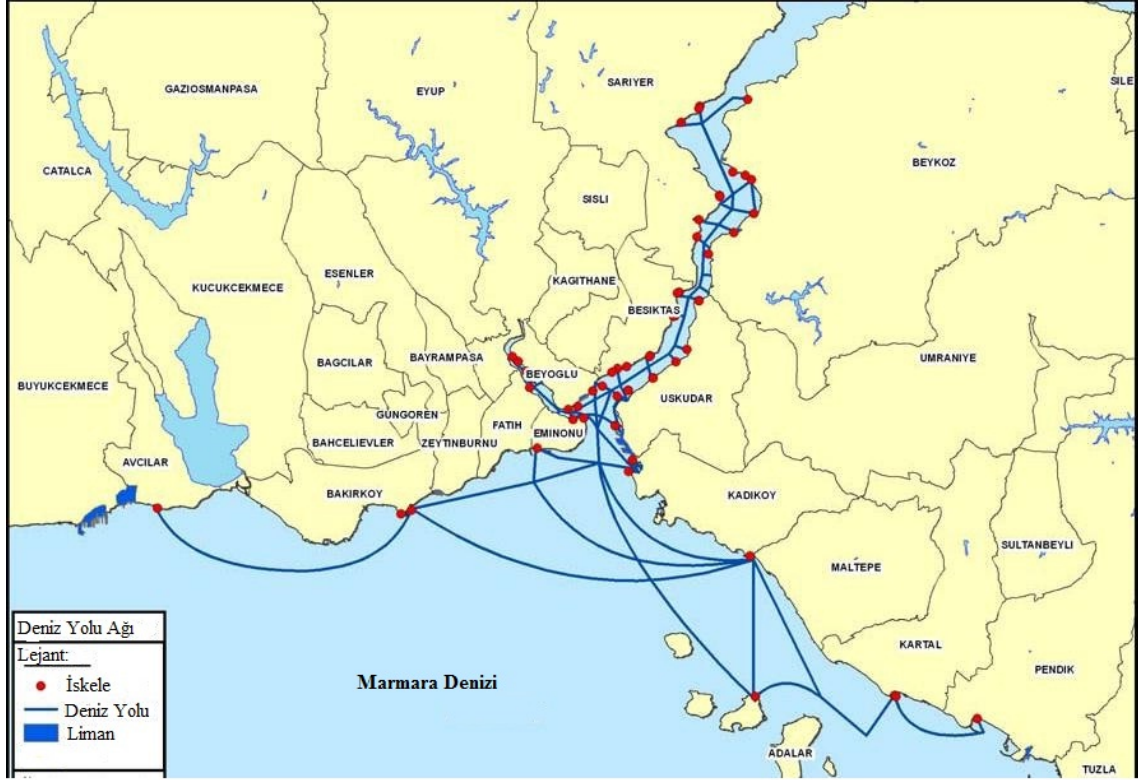 SARIYER
SILE
GAZIOSMANPASA
EYUP
CATALCA
BEYKOZ
SISLI
ESENLER
KAGITHANE
KUCUKCEKMECE
BESIKTAS
BAGCILAR
BAYRAMPASA
UMRANIYE
BEYOGLU
BUYUKCEKMECE
USKUDAR
GUNGOREN
FATIH
EMINONU
BAHCELIEVLER
ZEYTINBURNU
AVCILAR
BAKIRKOY
KADIKOY
SULTANBEYLI
MALTEPE
KARTAL
PENDIK
ADALAR
TUZLA
Marmara Denizi
Deniz Yolu Ağı
Lejant:
İskele
Deniz Yolu
Liman